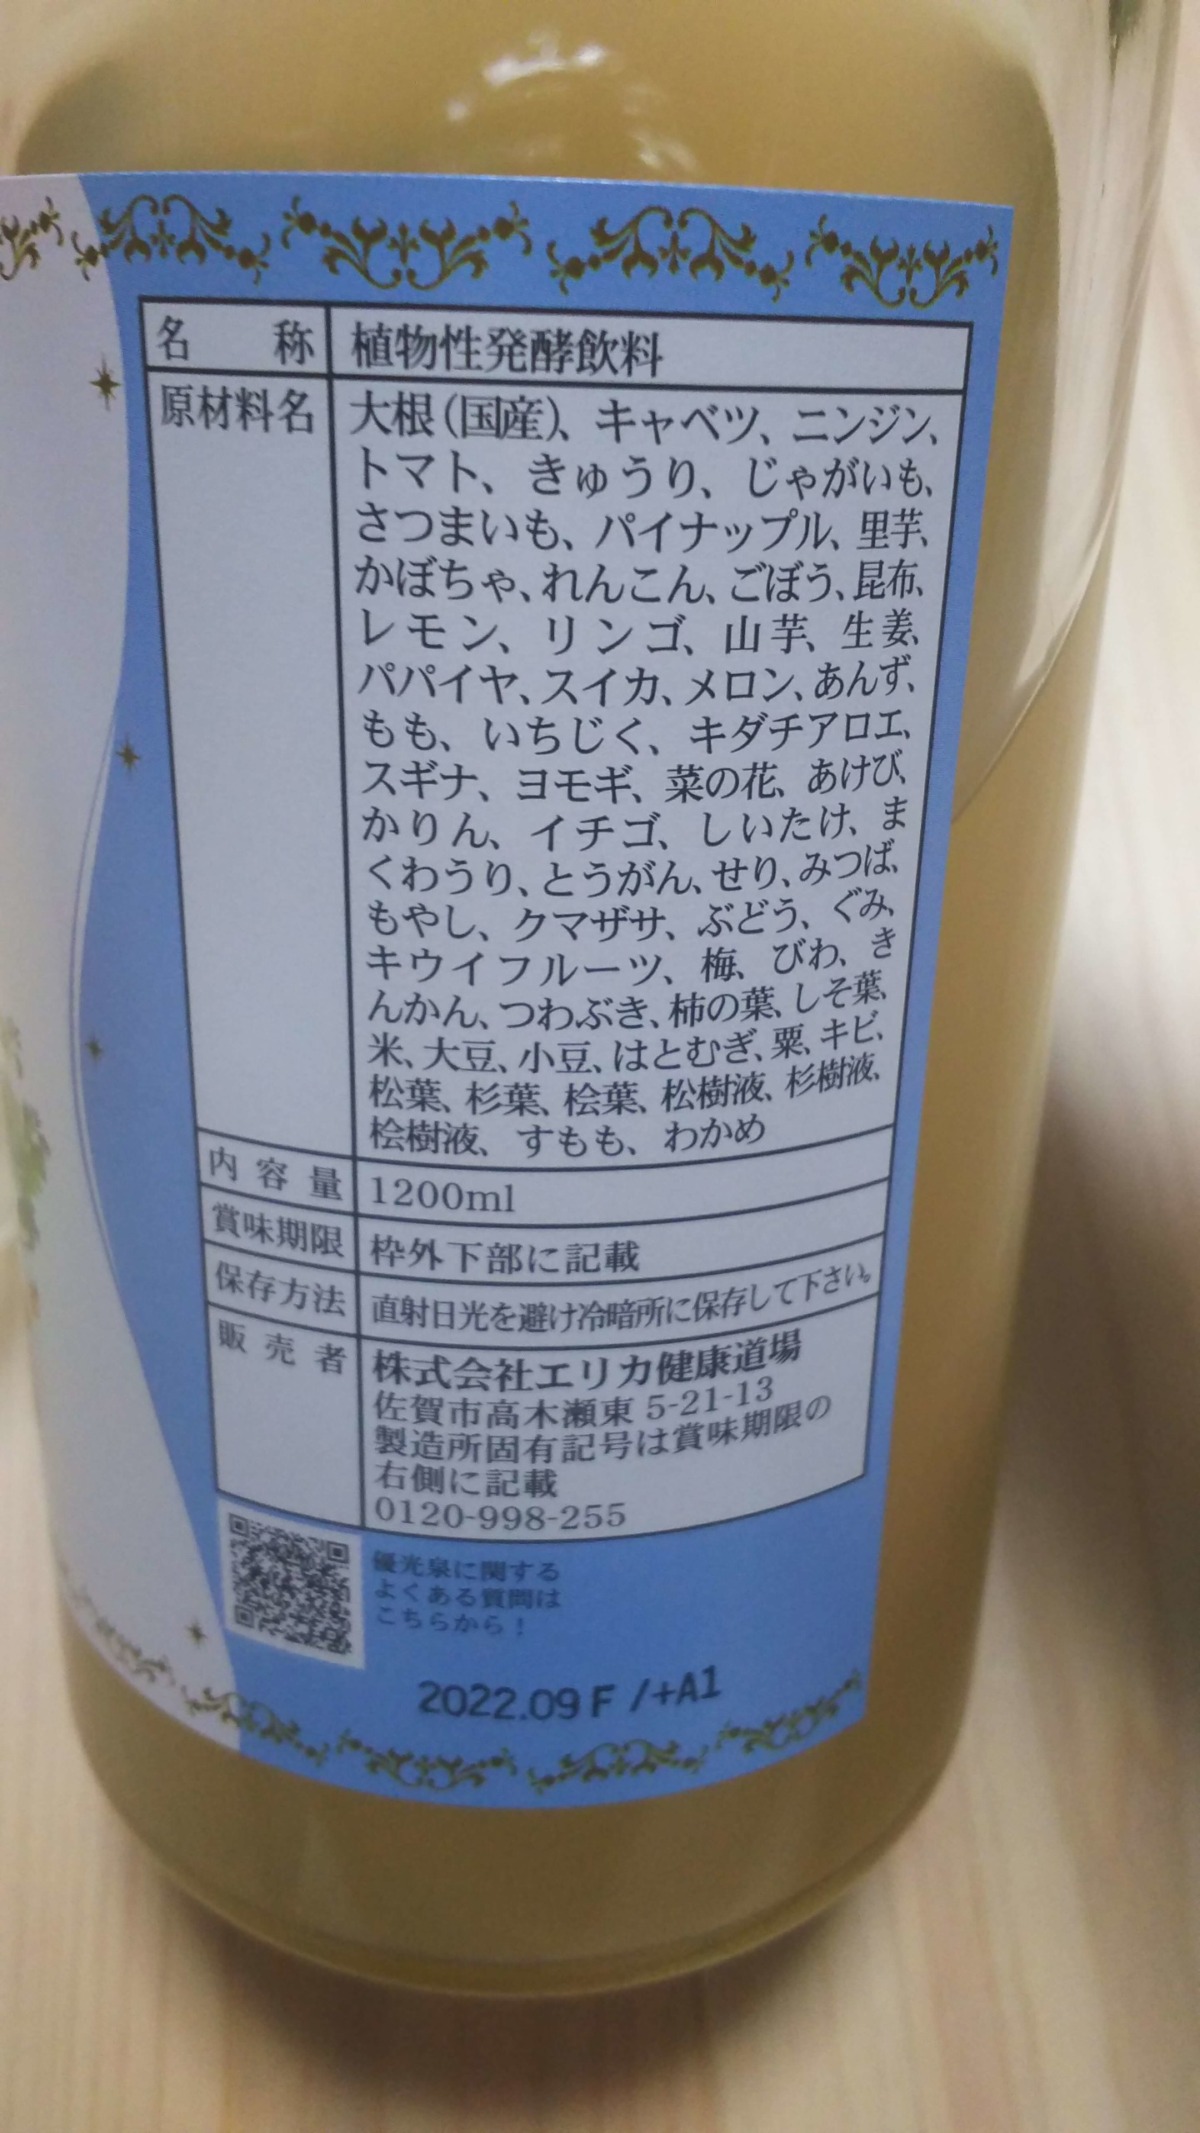 名称 植物性発酵飲料
原材料名 大根(国産)、キャベツ、ニンジン、
トマト、きゅうり、じゃがいも、
さつまいも、パイナップル、里芋、
かぼちゃ、れんこん、ごぼう、昆布、
レモン、リンゴ、山芋、生姜、
パパイヤ、スイカ、メロン、あんず、
もも、いちじく、キダチアロエ、
スギナ、ヨモギ、菜の花、あけび、
かりん、イチゴ、しいたけ、ま
くわうり、とうがん、せり、みつば、
もやし、クマザサ、ぶどう、ぐみ、
キウイフルーツ、梅、びわ、き
んかん、つわぶき、柿の葉、しそ葉、
米、大豆、小豆、はとむぎ、粟、キビ、
松葉、杉葉、桧葉、松樹液、杉樹液、
桧樹液、すもも、わかめ
内容量 1200ml
賞味期限 枠外下部に記載
保存方法 直射日光を避け冷暗所に保存して下さい。
販売者 株式会社エリカ健康道場
佐賀市高木瀬東 5-21-13
製造所固有記号は賞味期限の
右側に記載
0120-998-255
優光泉に関する
よくある質問は
こちらから!
2022.09 F /+A1